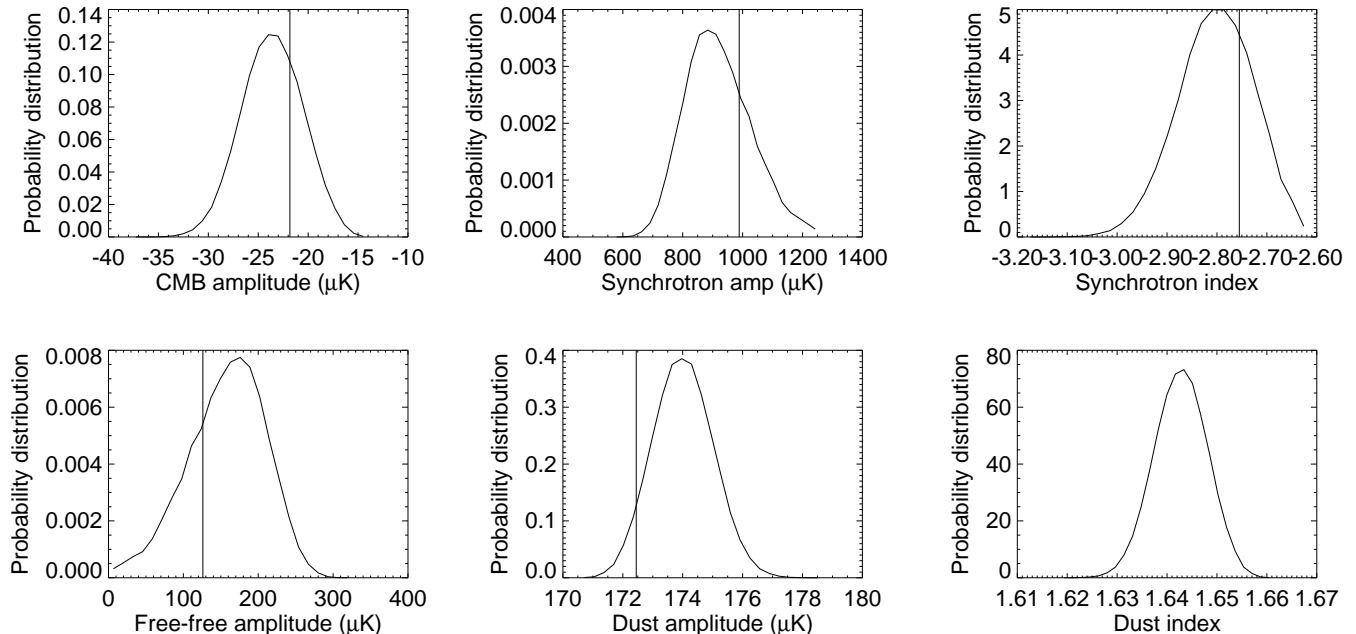 Probability distribution
0.14
0.12
0.10
0.08
0.06
0.04
0.02
0.00
-40 -35 -30 -25 -20 -15 -10
CMB amplitude (μK)
Probability distribution
0.004
0.003
0.002
0.001
0.000
400 600 800 1000 1200 1400
Synchrotron amp (μK)
Probability distribution
5
4
3
2
1
0
-3.20 -3.10 -3.00 -2.90 -2.80 -2.70 -2.60
Synchrotron index
Probability distribution
0.008
0.006
0.004
0.002
0.000
0 100 200 300 400
Free-free amplitude (μK)
Probability distribution
0.4
0.3
0.2
0.1
0.0
170 172 174 176 178 180
Dust amplitude (μK)
Probability distribution
80
60
40
20
0
1.61 1.62 1.63 1.64 1.65 1.66 1.67
Dust index